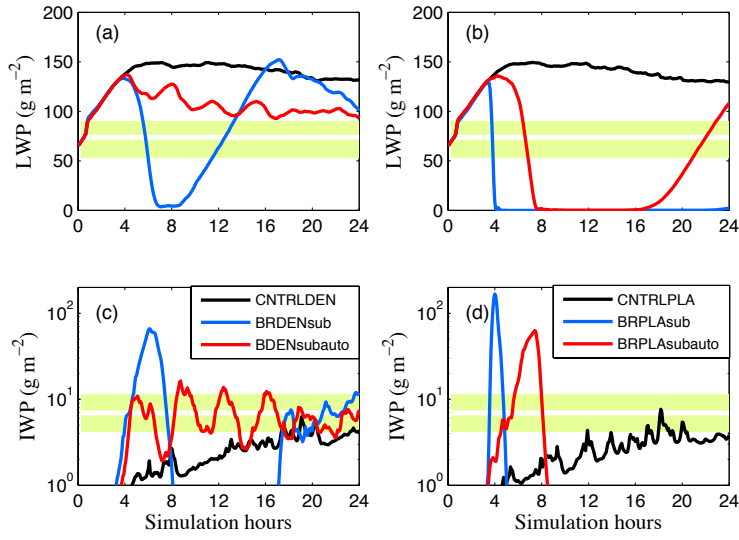 (a)
LWP (g m⁻²)
200
150
100
50
0
0 4 8 12 16 20 24
(b)
LWP (g m⁻²)
200
150
100
50
0
0 4 8 12 16 20 24
(c)
CNTRLDEN
BRDENsub
BDENsubauto
IWP (g m⁻²)
10²
10¹
10⁰
0 4 8 12 16 20 24
Simulation hours
(d)
CNTRLPLA
BRPLAsub
BRPLAsubauto
IWP (g m⁻²)
10²
10¹
10⁰
0 4 8 12 16 20 24
Simulation hours